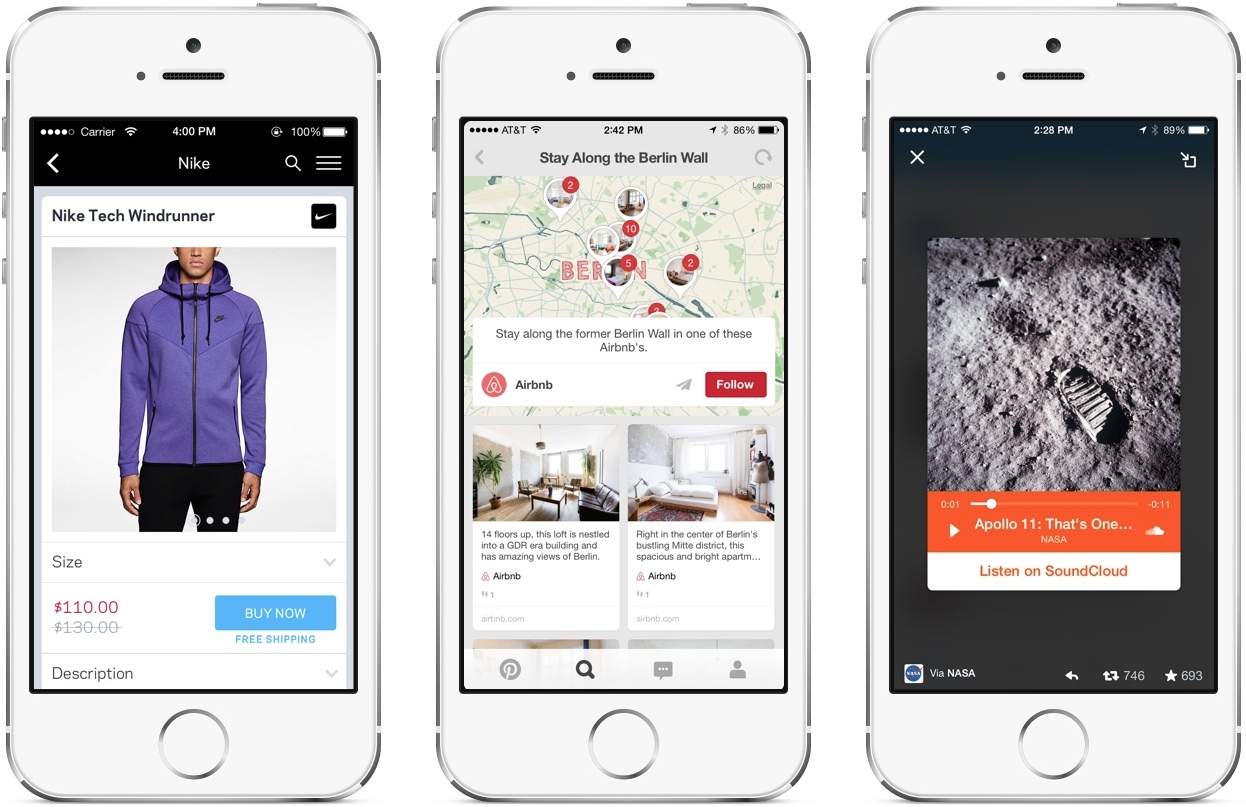 Carrier
4:00 PM
100%
Nike
Nike Tech Windrunner
Size
$110.00
$130.00
BUY NOW
FREE SHIPPING
Description
AT&T
2:42 PM
86%
Stay Along the Berlin Wall
Legal
2
10
5
2
BERLIN
Stay along the former Berlin Wall in one of these
Airbnb's.
Airbnb
Follow
14 floors up, this loft is nestled
into a GDR era building and
has amazing views of Berlin.
Airbnb
1
airbnb.com
Right in the center of Berlin's
bustling Mitte district, this
spacious and bright apartm...
Airbnb
1
airbnb.com
AT&T
2:28 PM
89%
0:01
-0:11
Apollo 11: That's One...
NASA
Listen on SoundCloud
NASA
Via NASA
746
693